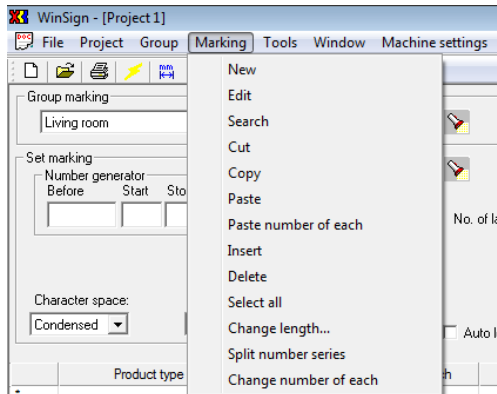 WinSign - [Project 1]
File Project Group Marking Tools Window Machine settings
New
Group marking
Edit
Living room
Search
Cut
Set marking
Number generator
Copy
Before Start Sto
Paste
Paste number of each
No. of la
Insert
Delete
Character space:
Select all
Condensed
Change length...
Auto l
Split number series
Product type
Change number of each